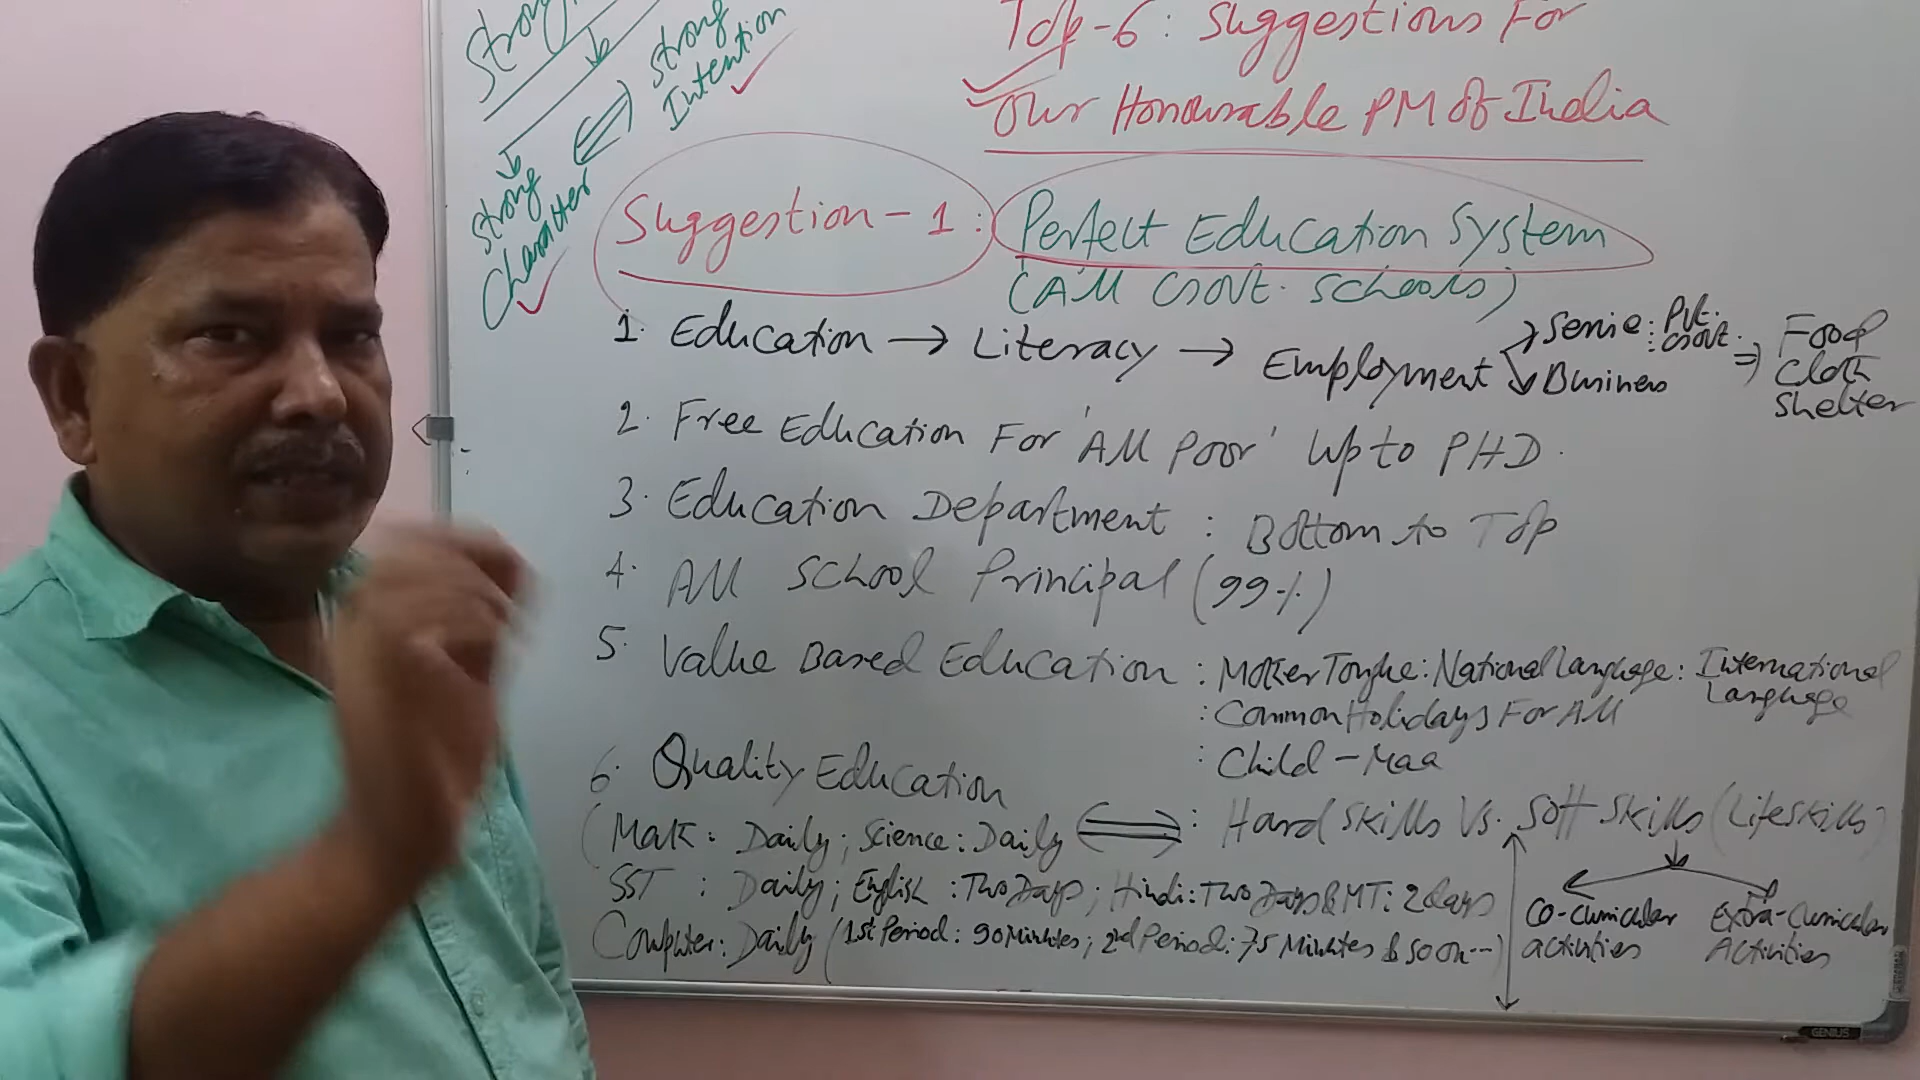 Strong
Strong
Intention
Strong
Character
Top-6: Suggestions For
Our Honourable PM of India
Suggestion-1: Perfect Education System
(All Govt. Schools)
1. Education → Literacy → Employment
Service: Pvt.
: Govt.
Business
⇒ Food
Cloth
Shelter
2. Free Education For 'All Poor' Up to PHD.
3. Education Department : Bottom to Top
4. All School Principal (99%)
5. Value Based Education : Mother Tongue: National Language: International Language
: Common Holidays For All
: Child - Maa
6. Quality Education
: Hard Skills Vs. Soft Skills (Life Skills)
(Math: Daily; Science: Daily
SST : Daily; English: Two Days; Hindi: Two Days & MT: 2 days
Computer: Daily (1st Period: 90 Minutes; 2nd Period: 75 Minutes & so on---)
Co-Curricular
activities
Extra-Curricular
Activities
GENIUS